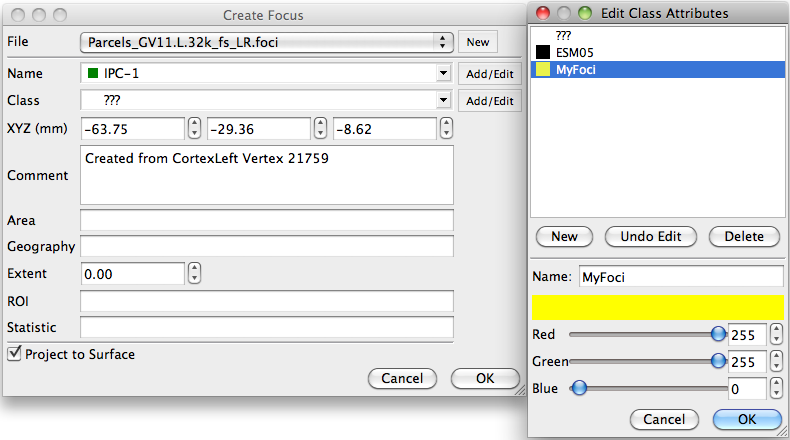 Create Focus
File Parcels_GV11.L.32k_fs_LR.foci New
Name IPC-1 Add/Edit
Class ??? Add/Edit
XYZ (mm) -63.75 -29.36 -8.62
Comment Created from CortexLeft Vertex 21759
Area
Geography
Extent 0.00
ROI
Statistic
Project to Surface
Cancel OK
Edit Class Attributes
???
ESM05
MyFoci
New Undo Edit Delete
Name: MyFoci
Red 255
Green 255
Blue 0
Cancel OK